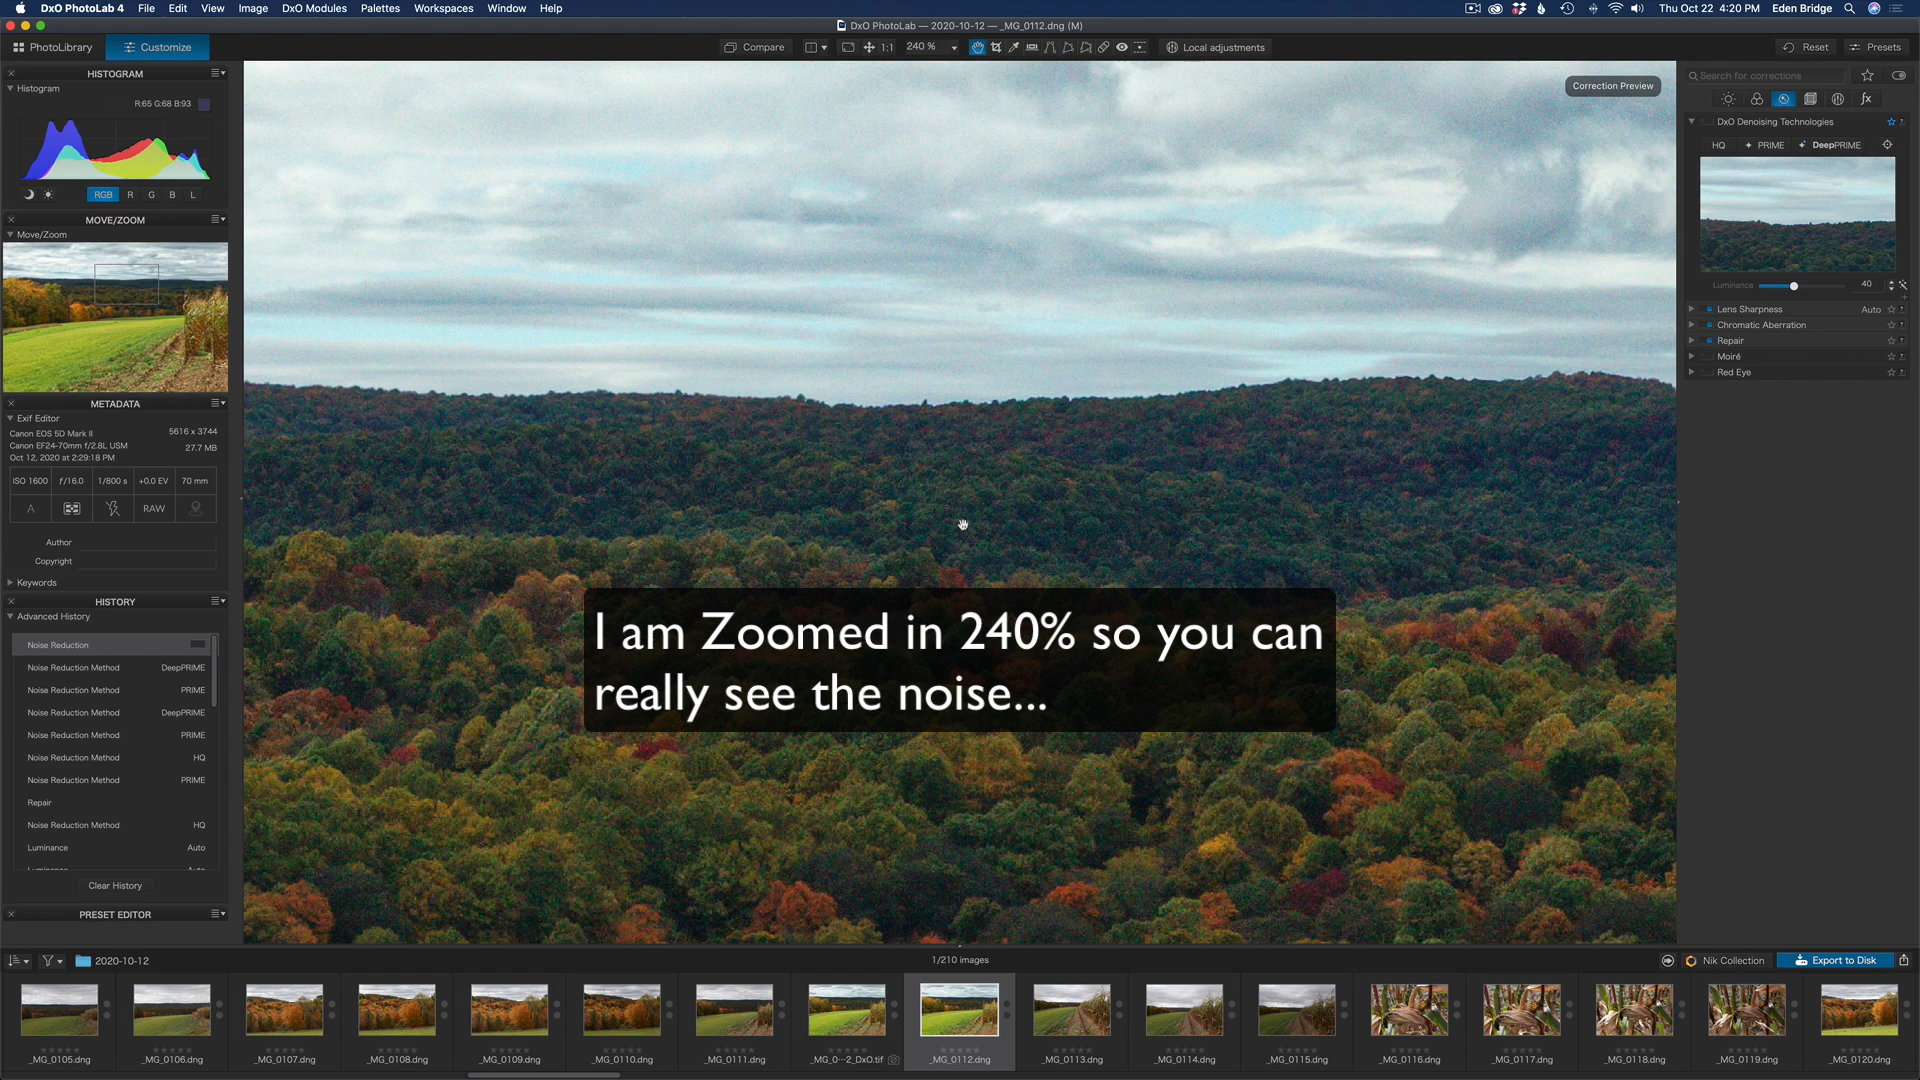 DxO PhotoLab 4 File Edit View Image DxO Modules Palettes Workspaces Window Help Thu Oct 22 4:20 PM Eden Bridge
DxO PhotoLab — 2020-10-12 — _MG_0112.dng (M)
PhotoLibrary Customize Compare 1:1 240 % Local adjustments Reset Presets
HISTOGRAM
Histogram
R:65 G:68 B:93
RGB R G B L
MOVE/ZOOM
Move/Zoom
METADATA
Exif Editor
Canon EOS 5D Mark II 5616 x 3744
Canon EF24-70mm f/2.8L USM 27.7 MB
Oct 12, 2020 at 2:29:18 PM
ISO 1600 ƒ/16.0 1/800 s +0.0 EV 70 mm
A RAW
Author
Copyright
Keywords
HISTORY
Advanced History
Noise Reduction
Noise Reduction Method DeepPRIME
Noise Reduction Method PRIME
Noise Reduction Method DeepPRIME
Noise Reduction Method PRIME
Noise Reduction Method HQ
Noise Reduction Method PRIME
Repair
Noise Reduction Method HQ
Luminance Auto
Clear History
PRESET EDITOR
Correction Preview
I am Zoomed in 240% so you can
really see the noise...
Search for corrections
fx
DxO Denoising Technologies
HQ PRIME DeepPRIME
Luminance 40
Lens Sharpness Auto
Chromatic Aberration
Repair
Moiré
Red Eye
2020-10-12 1/210 images Nik Collection Export to Disk
_MG_0105.dng _MG_0106.dng _MG_0107.dng _MG_0108.dng _MG_0109.dng _MG_0110.dng _MG_0111.dng _MG_0···2_DxO.tif _MG_0112.dng _MG_0113.dng _MG_0114.dng _MG_0115.dng _MG_0116.dng _MG_0117.dng _MG_0118.dng _MG_0119.dng _MG_0120.dng